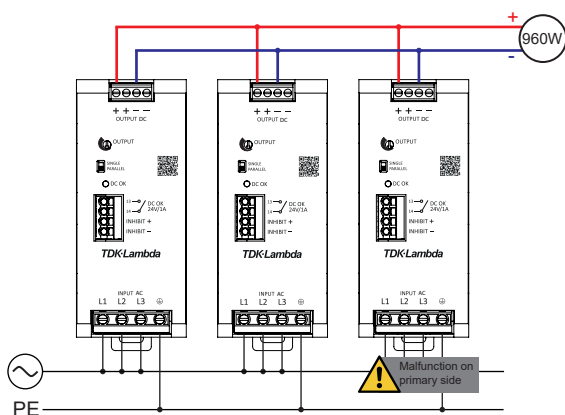 +
960W
-
+ + − −
OUTPUT DC
OUTPUT
SINGLE
PARALLEL
DC OK
13
14
DC OK
24V/1A
INHIBIT +
INHIBIT −
TDK·Lambda
INPUT AC
L1 L2 L3
+ + − −
OUTPUT DC
OUTPUT
SINGLE
PARALLEL
DC OK
13
14
DC OK
24V/1A
INHIBIT +
INHIBIT −
TDK·Lambda
INPUT AC
L1 L2 L3
+ + − −
OUTPUT DC
OUTPUT
SINGLE
PARALLEL
DC OK
13
14
DC OK
24V/1A
INHIBIT +
INHIBIT −
TDK·Lambda
INPUT AC
L1 L2 L3
Malfunction on
primary side
PE